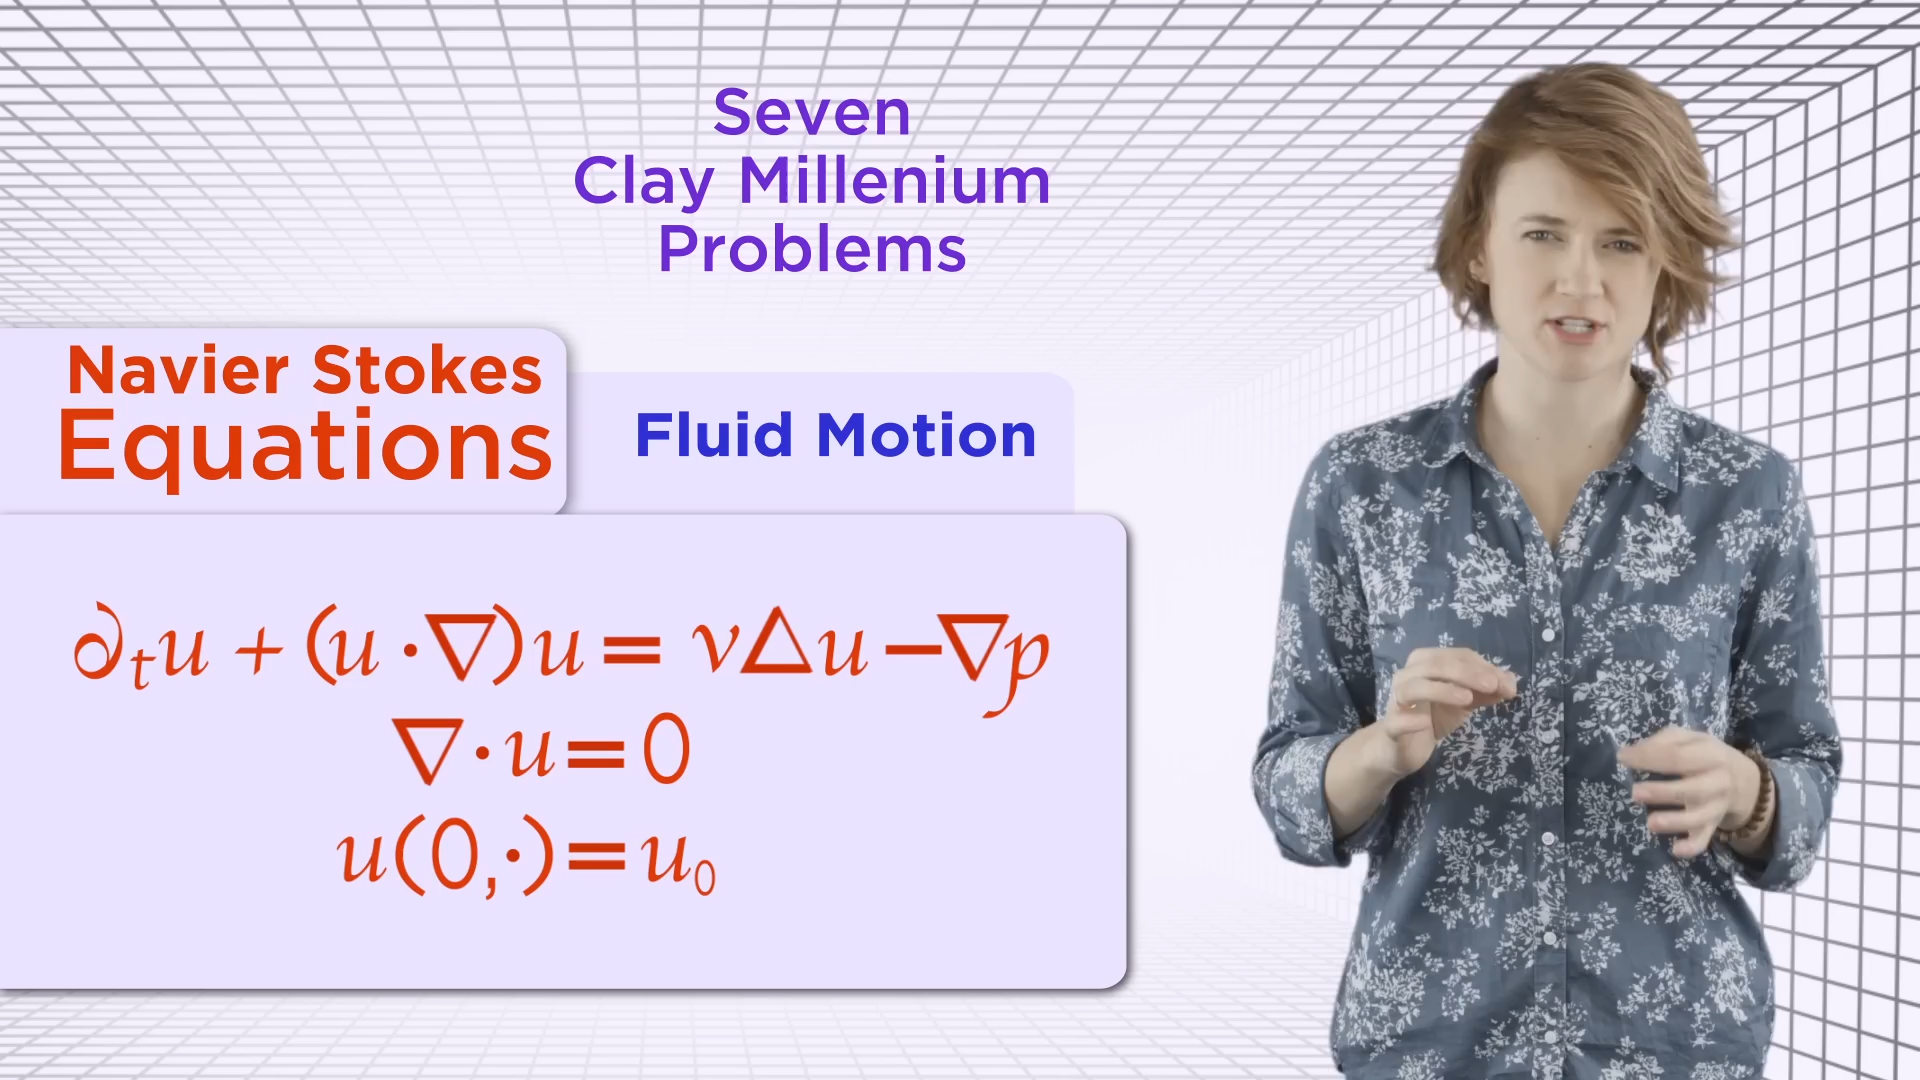 Seven
Clay Millenium
Problems
Navier Stokes
Equations
Fluid Motion
∂ₜu + (u · ∇)u = ν△u − ∇p
∇ · u = 0
u(0,·) = u₀